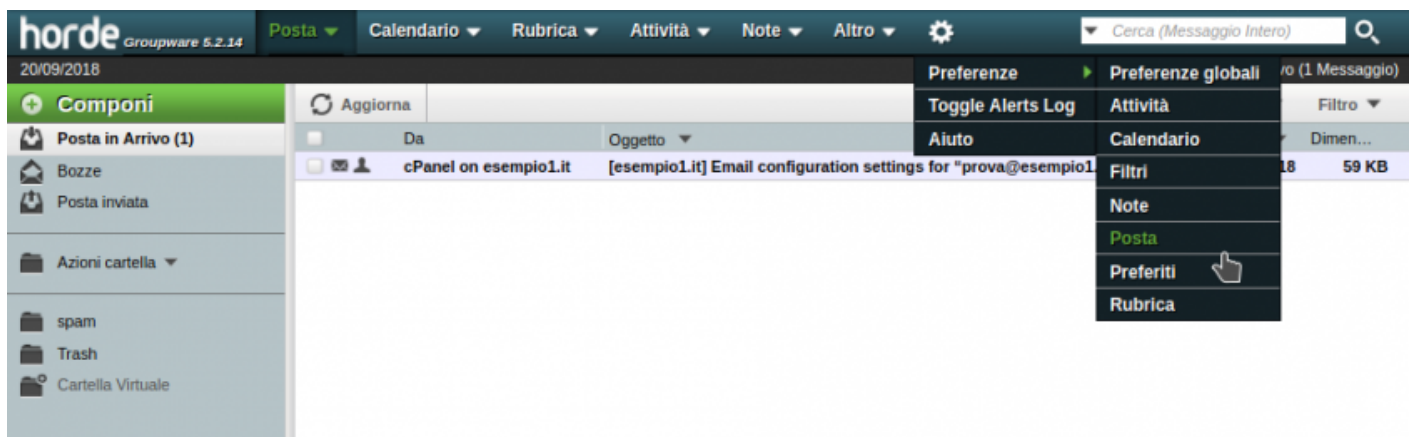 horde Groupware 5.2.14 Posta Calendario Rubrica Attività Note Altro Cerca (Messaggio Intero)
20/09/2018 Preferenze Preferenze globali vo (1 Messaggio)
Componi Aggiorna Toggle Alerts Log Attività Filtro
Posta in Arrivo (1) Da Oggetto Aiuto Calendario Dimen...
Bozze cPanel on esempio1.it [esempio1.it] Email configuration settings for "prova@esempio1. Filtri 18 59 KB
Posta inviata Note
Posta
Azioni cartella Preferiti
Rubrica
spam
Trash
Cartella Virtuale